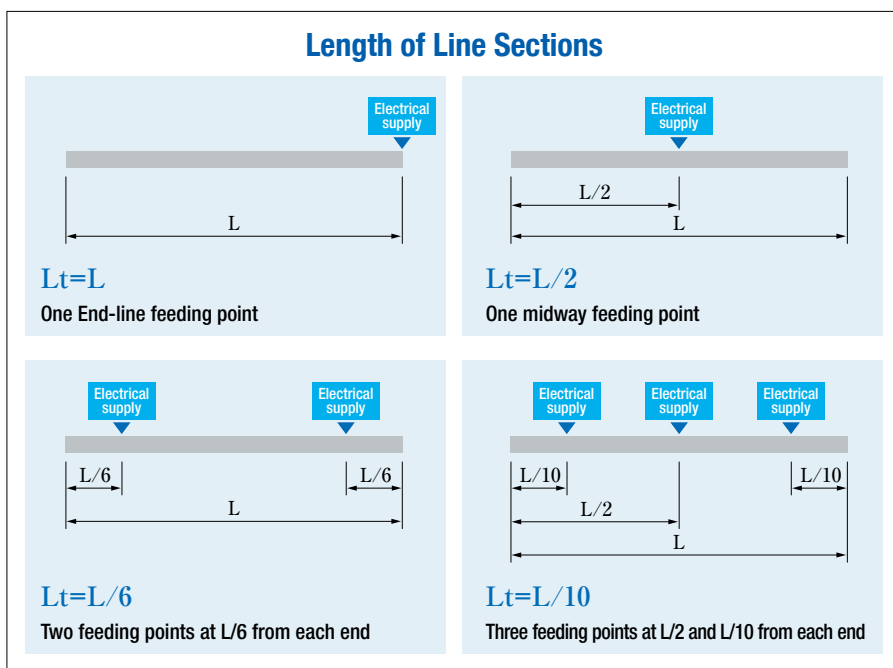 Length of Line Sections
Electrical
supply
L
Lt=L
One End-line feeding point
Electrical
supply
L/2
L
Lt=L/2
One midway feeding point
Electrical
supply
Electrical
supply
L/6
L/6
L
Lt=L/6
Two feeding points at L/6 from each end
Electrical
supply
Electrical
supply
Electrical
supply
L/10
L/10
L/2
L
Lt=L/10
Three feeding points at L/2 and L/10 from each end